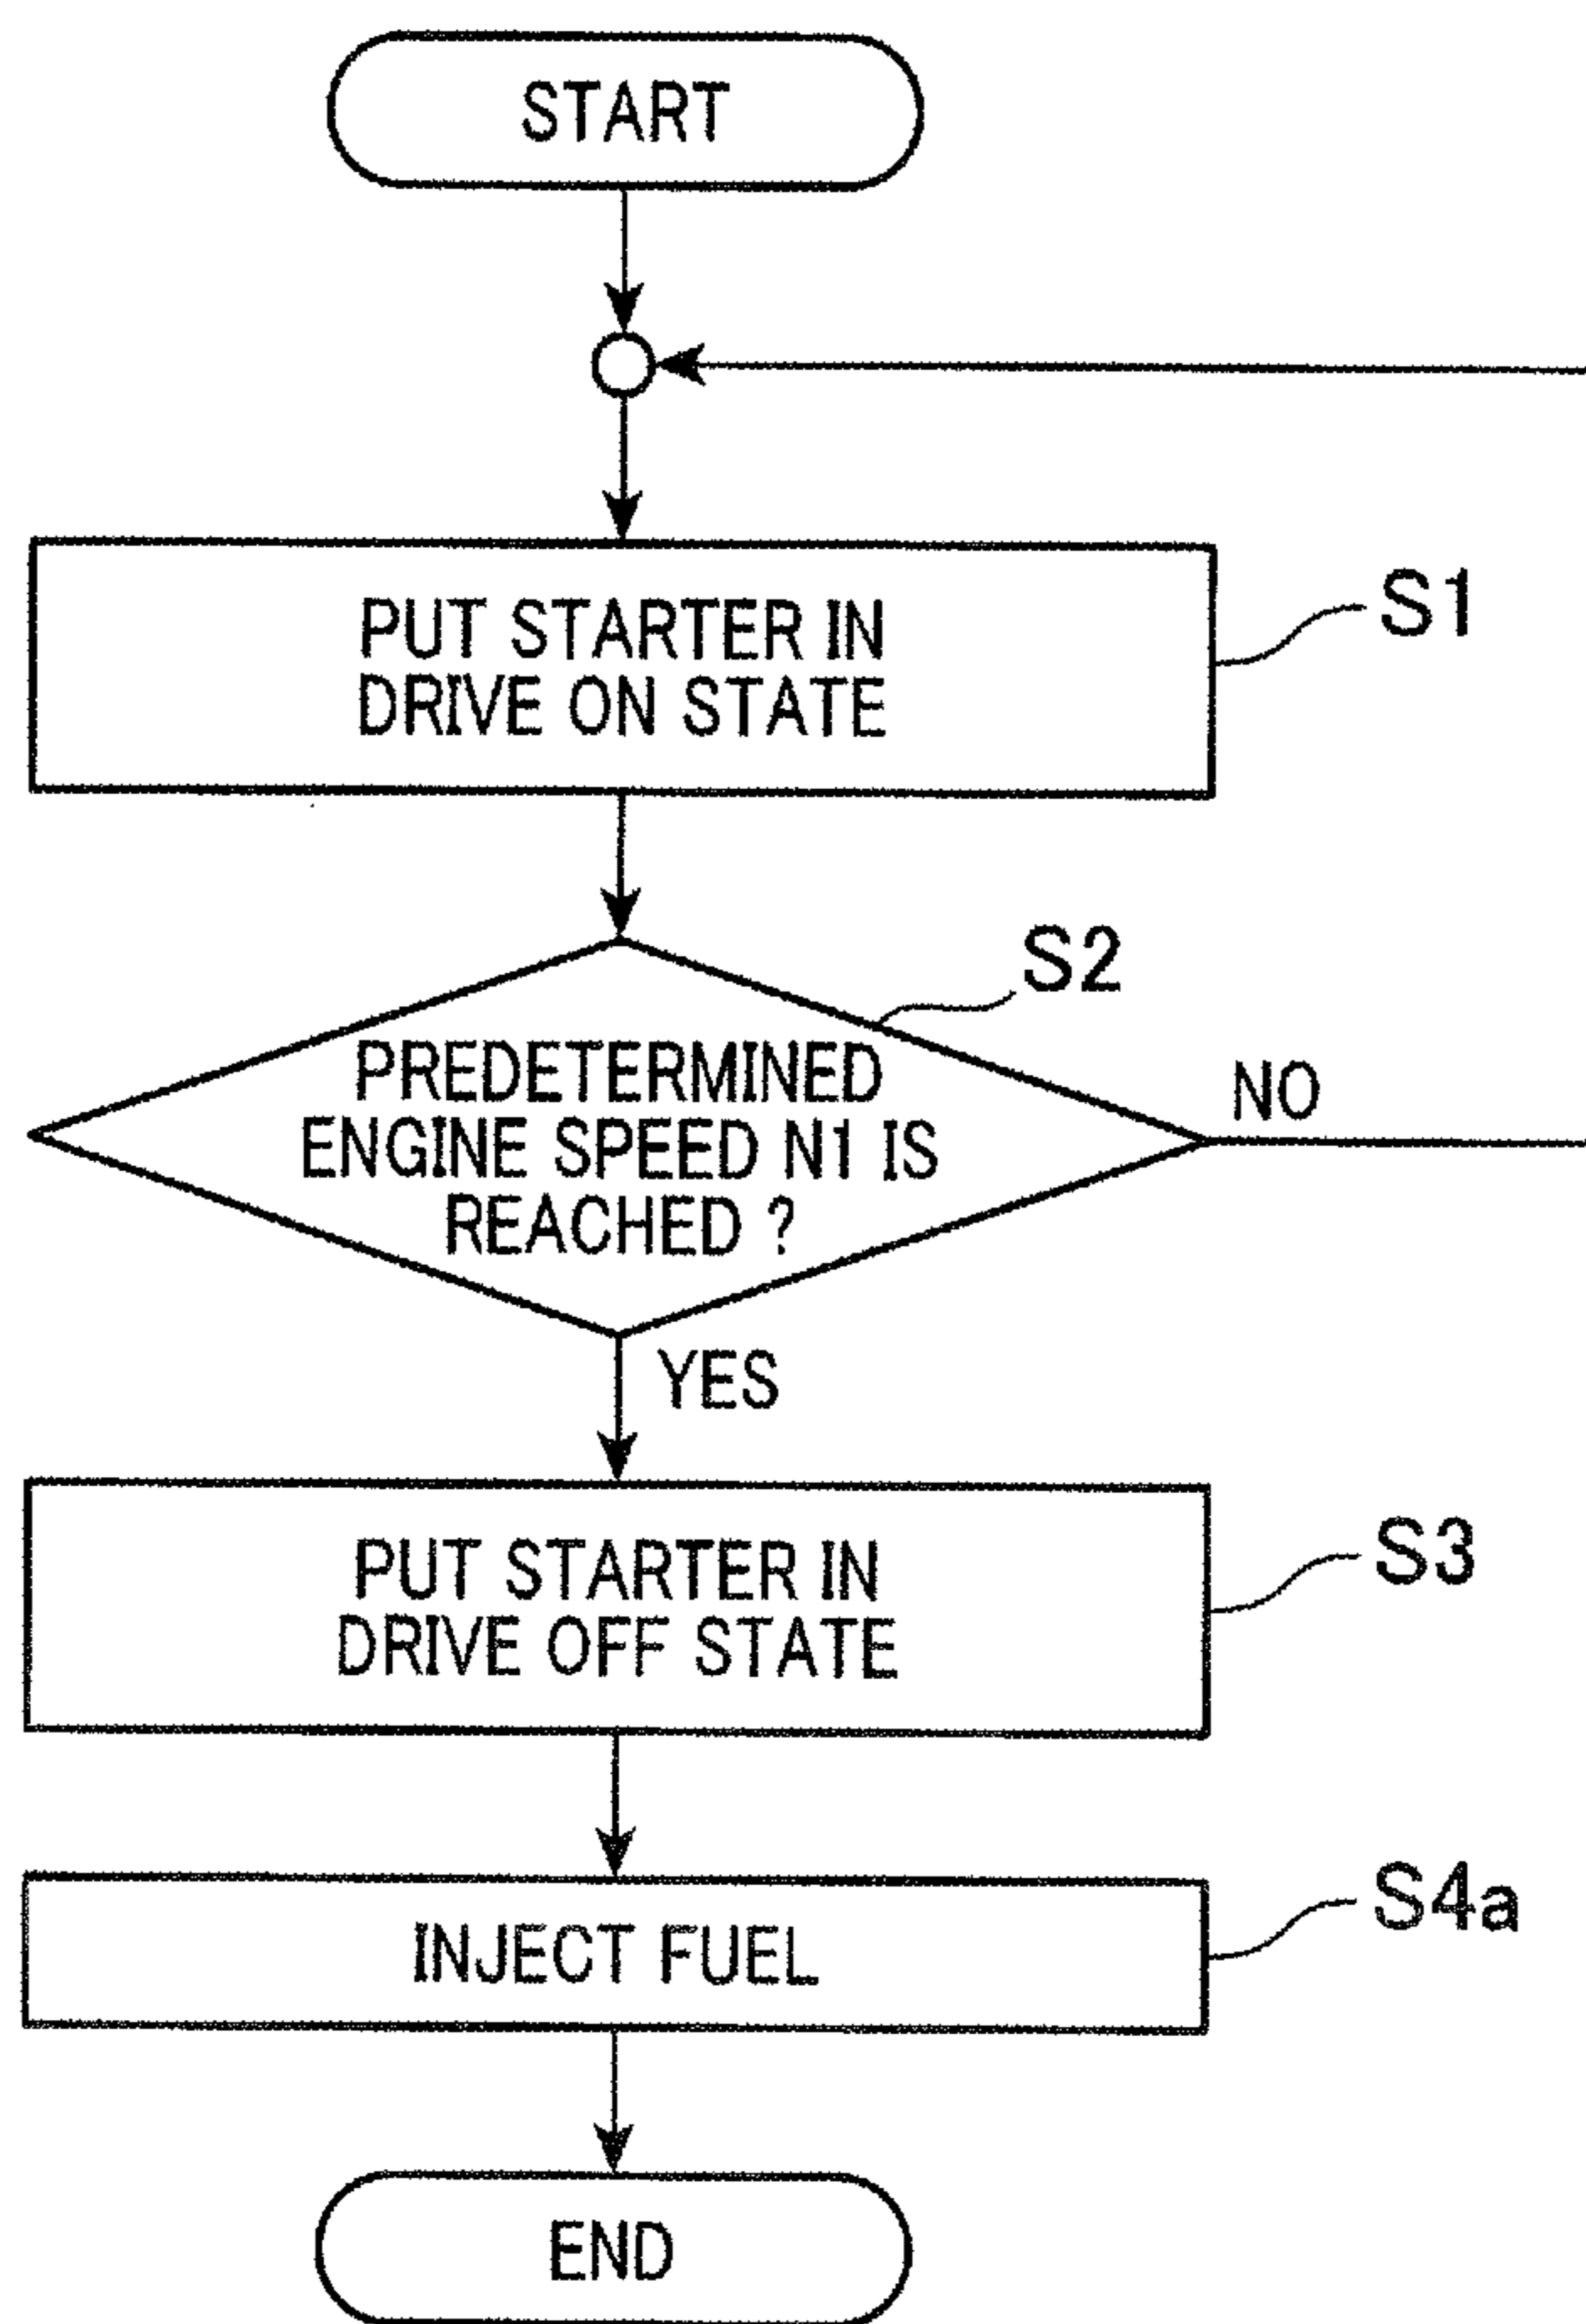 START
PUT STARTER IN
DRIVE ON STATE
S1
S2
PREDETERMINED
ENGINE SPEED N1 IS
REACHED ?
NO
YES
PUT STARTER IN
DRIVE OFF STATE
S3
INJECT FUEL
S4a
END